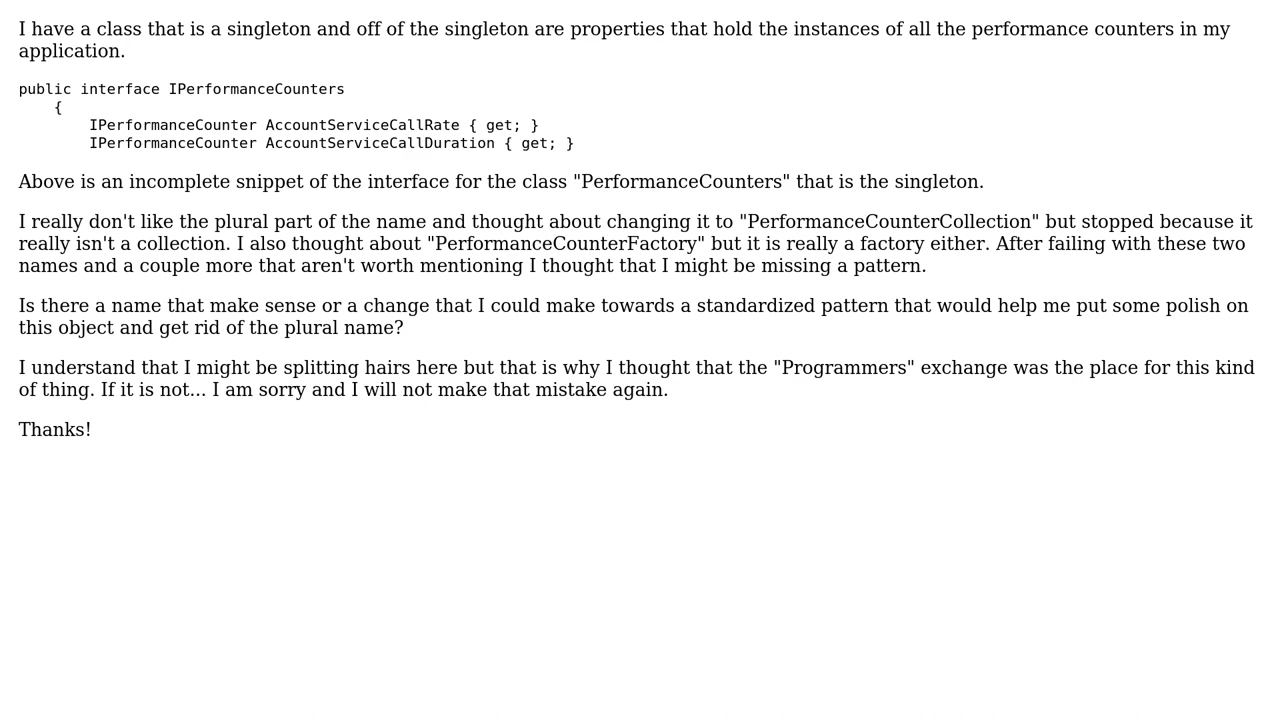 I have a class that is a singleton and off of the singleton are properties that hold the instances of all the performance counters in my
application.
public interface IPerformanceCounters
    {
        IPerformanceCounter AccountServiceCallRate { get; }
        IPerformanceCounter AccountServiceCallDuration { get; }
Above is an incomplete snippet of the interface for the class "PerformanceCounters" that is the singleton.
I really don't like the plural part of the name and thought about changing it to "PerformanceCounterCollection" but stopped because it
really isn't a collection. I also thought about "PerformanceCounterFactory" but it is really a factory either. After failing with these two
names and a couple more that aren't worth mentioning I thought that I might be missing a pattern.
Is there a name that make sense or a change that I could make towards a standardized pattern that would help me put some polish on
this object and get rid of the plural name?
I understand that I might be splitting hairs here but that is why I thought that the "Programmers" exchange was the place for this kind
of thing. If it is not... I am sorry and I will not make that mistake again.
Thanks!